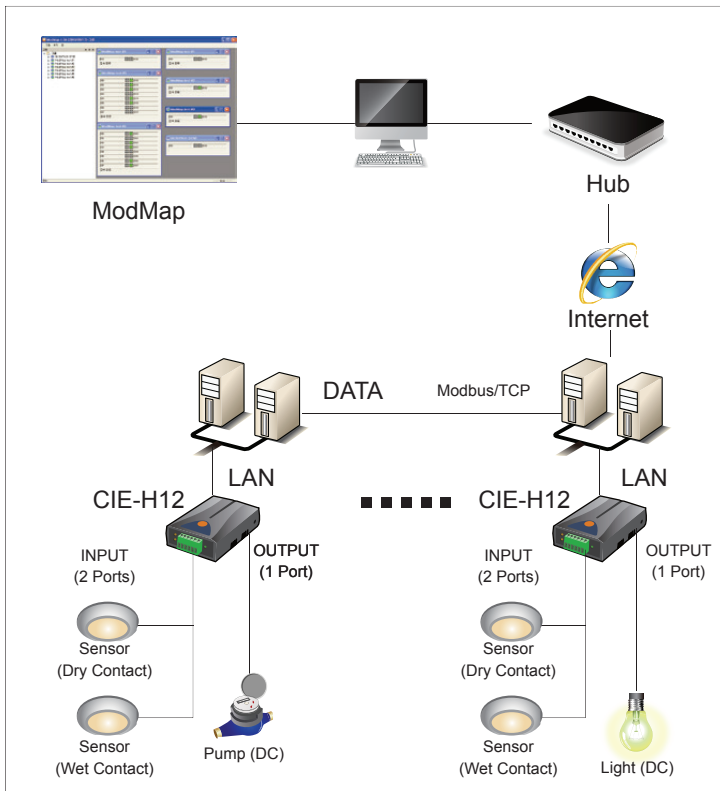 ModMap
Hub
Internet
DATA
Modbus/TCP
LAN
CIE-H12
INPUT
(2 Ports)
OUTPUT
(1 Port)
Sensor
(Dry Contact)
Sensor
(Wet Contact)
Pump (DC)
LAN
CIE-H12
INPUT
(2 Ports)
OUTPUT
(1 Port)
Sensor
(Dry Contact)
Sensor
(Wet Contact)
Light (DC)